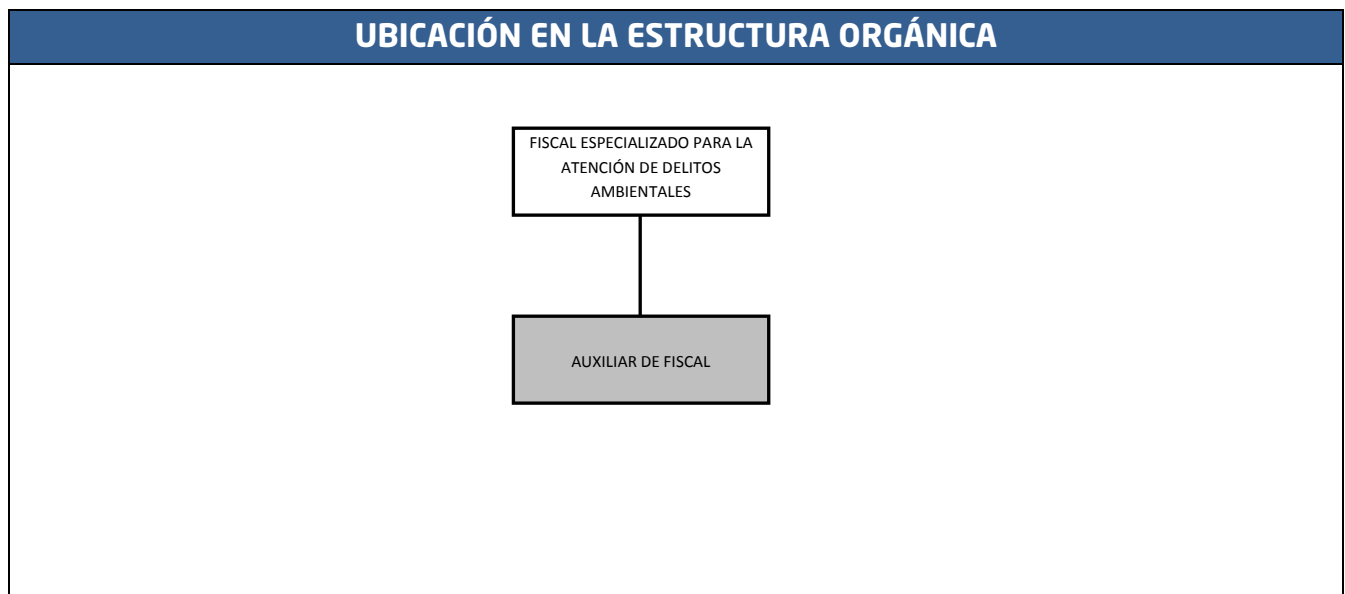 UBICACIÓN EN LA ESTRUCTURA ORGÁNICA
FISCAL ESPECIALIZADO PARA LA
ATENCIÓN DE DELITOS
AMBIENTALES
AUXILIAR DE FISCAL